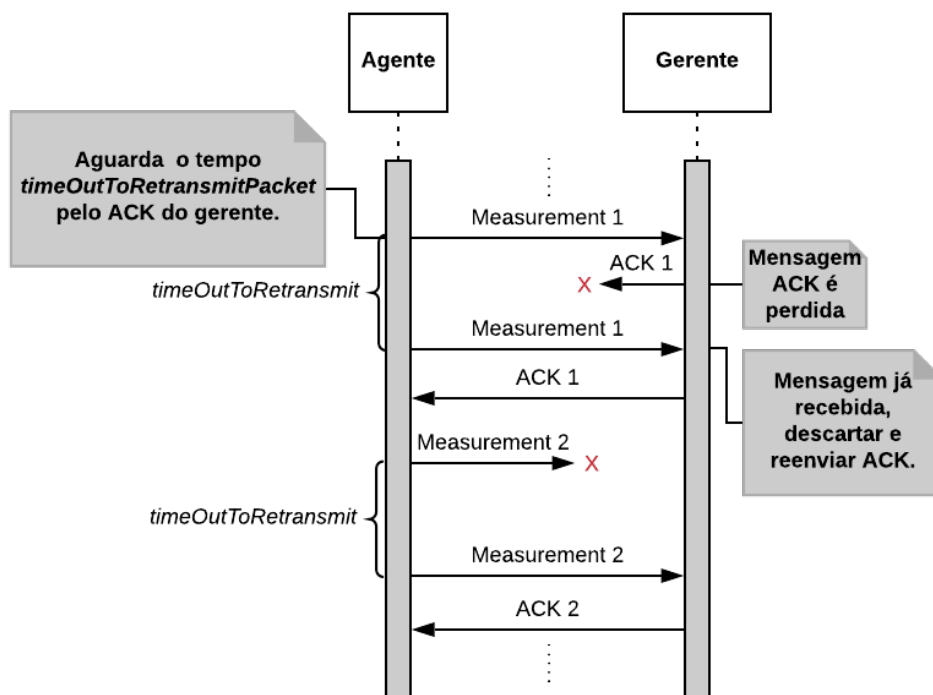 Agente
Gerente
Aguarda o tempo
timeOutToRetransmitPacket
pelo ACK do gerente.
Measurement 1
ACK 1
X
Mensagem
ACK é
perdida
timeOutToRetransmit
Measurement 1
ACK 1
Mensagem já
recebida,
descartar e
reenviar ACK.
Measurement 2
X
timeOutToRetransmit
Measurement 2
ACK 2